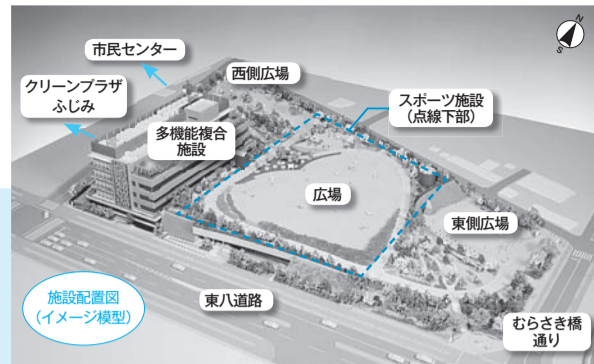 N
S
市民センター
西側広場
クリーンプラザ
ふじみ
スポーツ施設
（点線下部）
多機能複合
施設
広場
東側広場
施設配置図
（イメージ模型）
東八道路
むらさき橋
通り